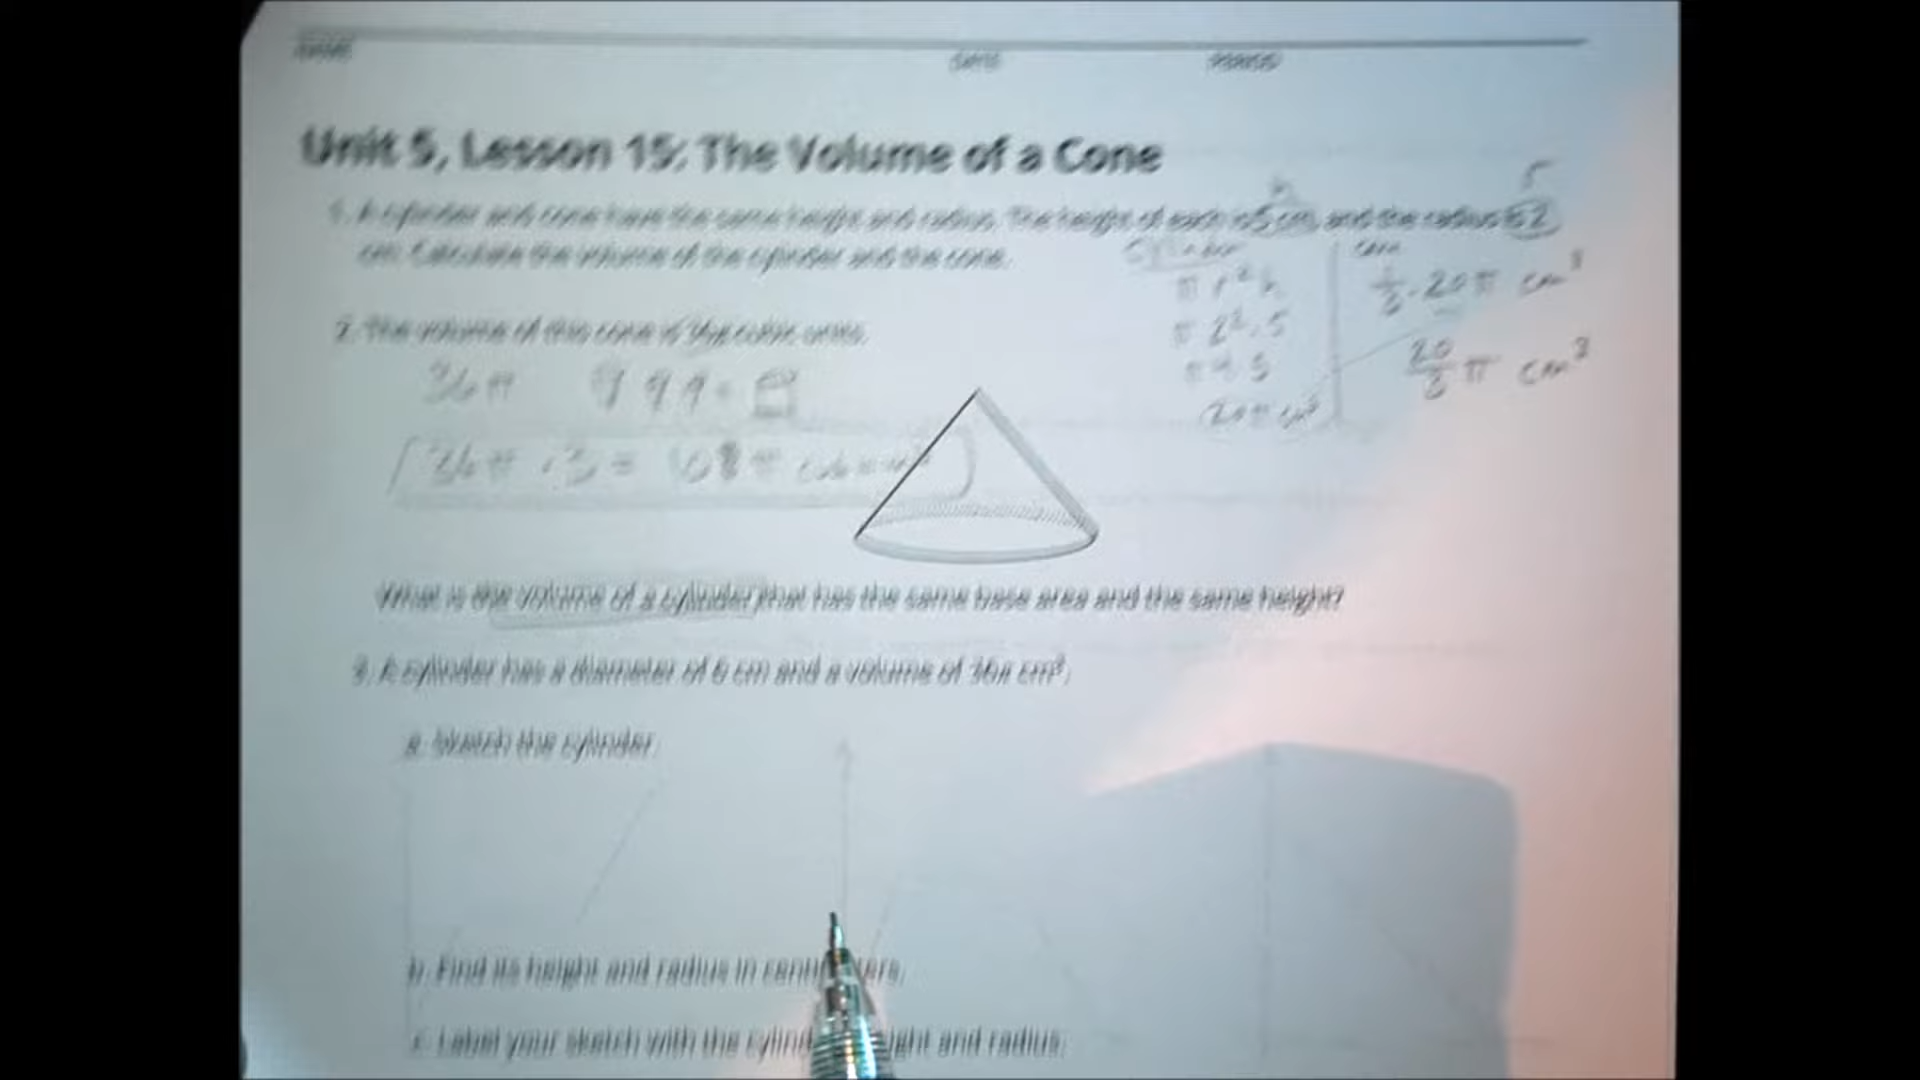 NAME DATE PERIOD
Unit 5, Lesson 15: The Volume of a Cone
h r
1. A cylinder and cone have the same height and radius. The height of each is 5 cm, and the radius is 2
cm. Calculate the volume of the cylinder and the cone.
Cylinder
π r² h
π 2² · 5
π 4 · 5
20π cm³
cone
1/3 · 20π cm³
20/3 π cm³
2. The volume of this cone is 36π cubic units.
36π
36π · 3 = 108π
What is the volume of a cylinder that has the same base area and the same height?
3. A cylinder has a diameter of 6 cm and a volume of 36π cm³.
a. Sketch the cylinder.
b. Find its height and radius in
c. Label your sketch with the and radius.